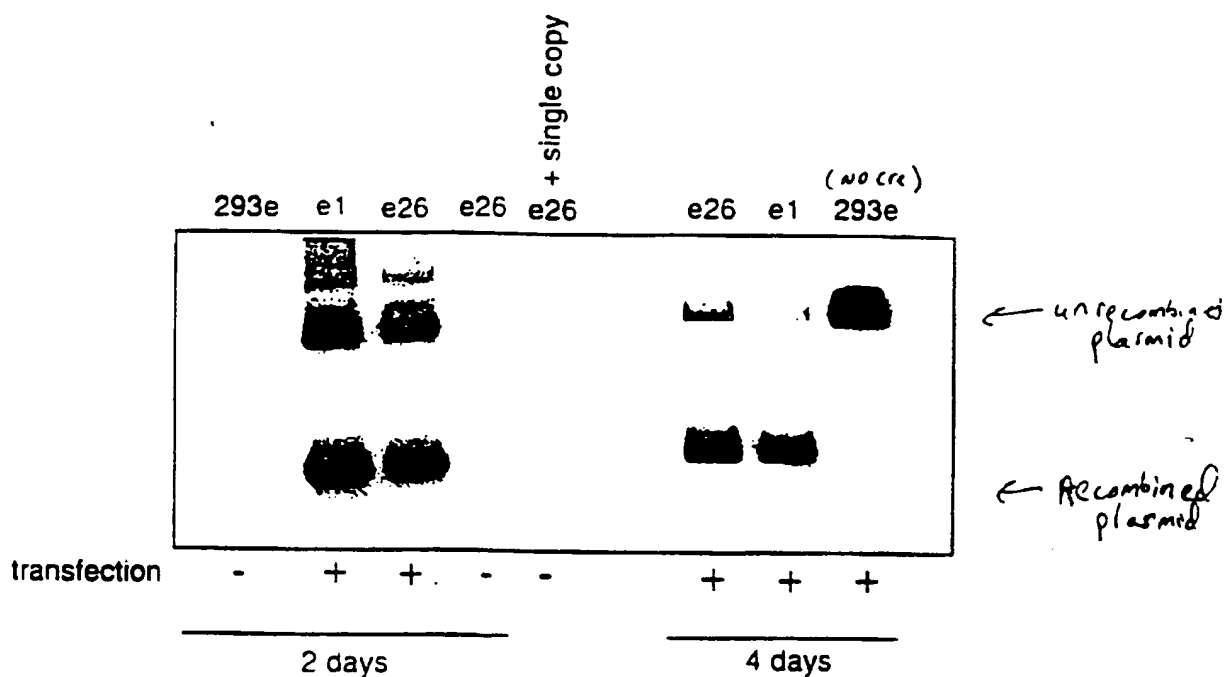 + single copy
(NO cre)
293e e1 e26 e26 e26 e26 e1 293e
← unrecombined
plasmid
← Recombined
plasmid
transfection - + + - - + + +
2 days 4 days